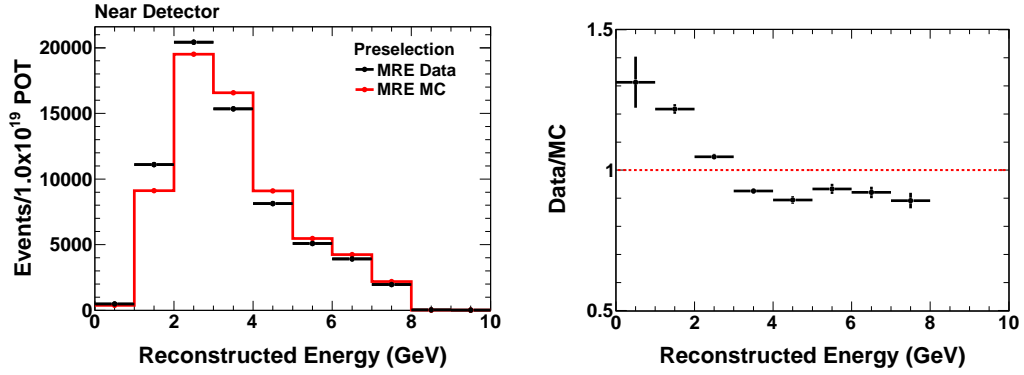 Near Detector
Events/1.0x10¹⁹ POT
20000
15000
10000
5000
0
Preselection
MRE Data
MRE MC
0 2 4 6 8 10
Reconstructed Energy (GeV)
Data/MC
1.5
1
0.5
0 2 4 6 8 10
Reconstructed Energy (GeV)